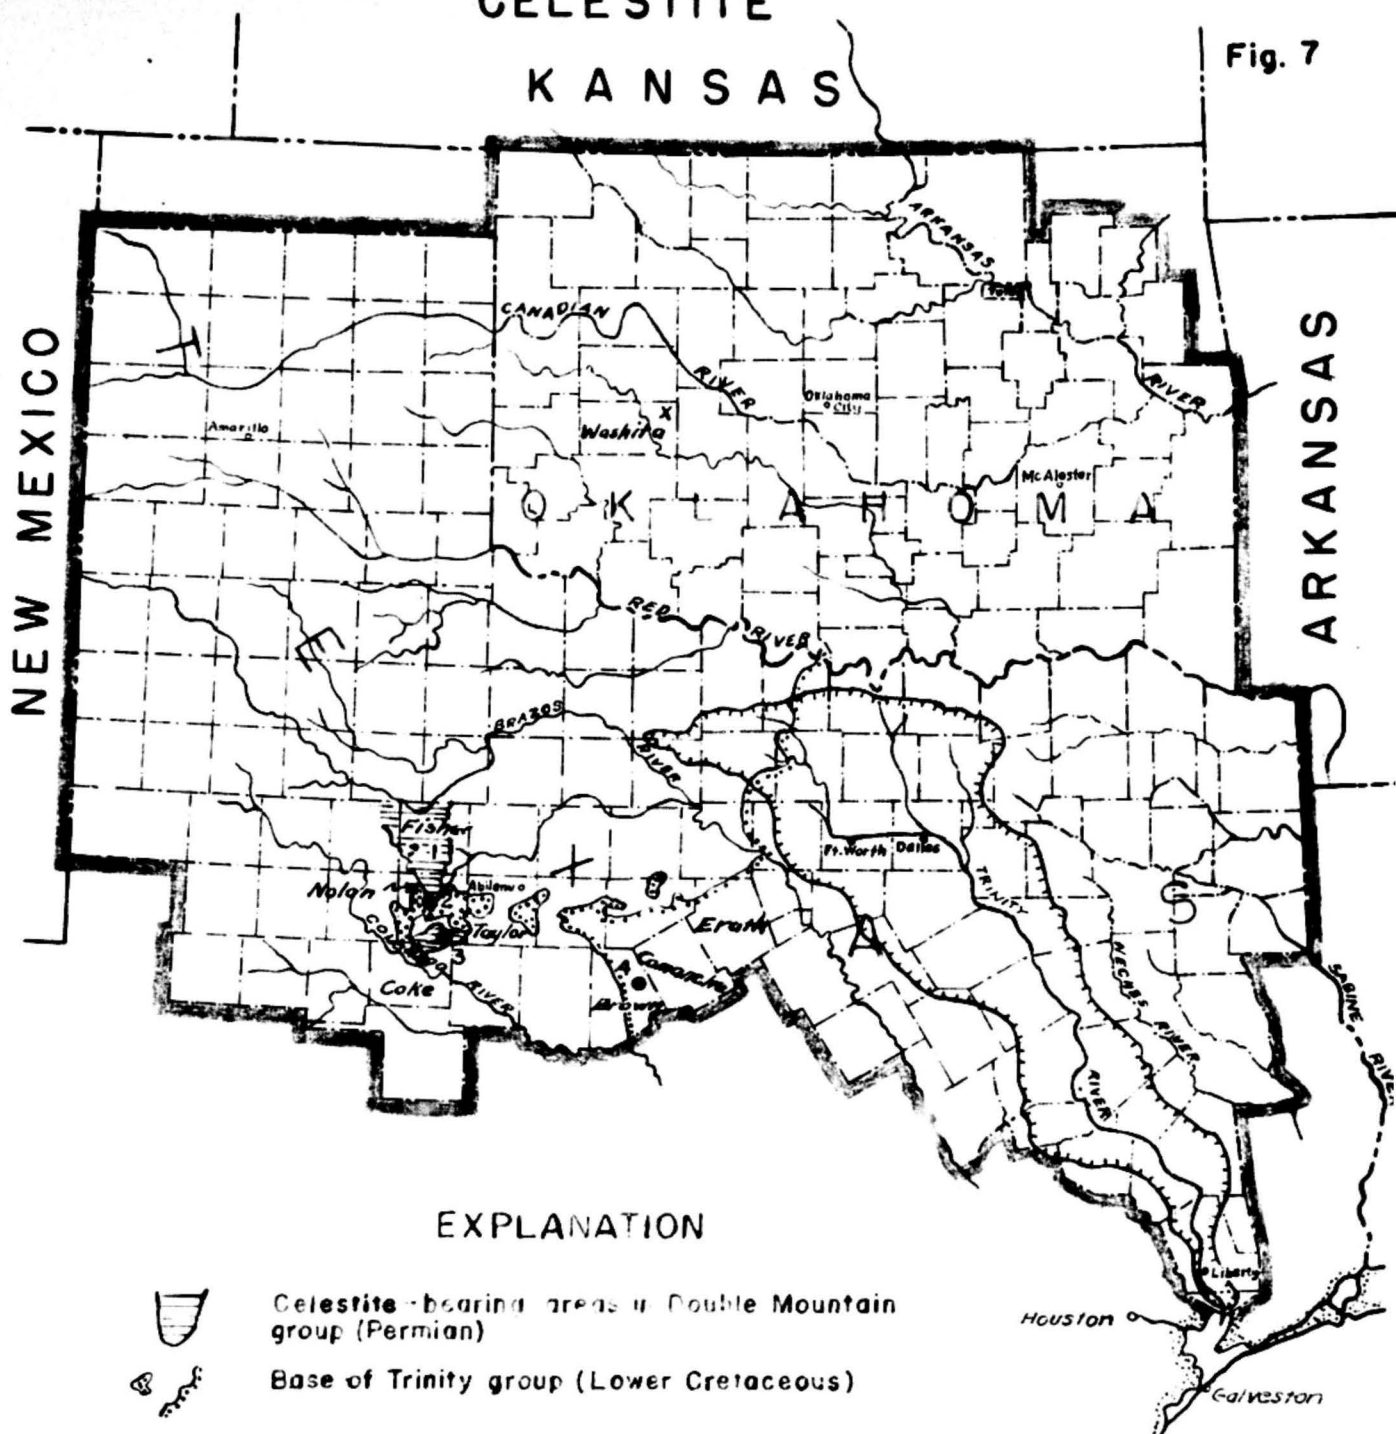 CELESTITE
Fig. 7
KANSAS
NEW MEXICO
ARKANSAS
OKLAHOMA
TEXAS
ARKANSAS
RIVER
CANADIAN
RIVER
Amarillo
Washita
X
Oklahoma
City
McAlester
RED
RIVER
BRAZOS
RIVER
Fisher
Nolan
Abilene
2
Taylor
3
COLORADO
RIVER
Coke
Erath
Comanche
4
Brown
Ft. Worth
Dallas
TRINITY
RIVER
NECHES
RIVER
SABINE
RIVER
Liberty
Houston
Galveston
EXPLANATION
Celestite-bearing areas in Double Mountain
group (Permian)
Base of Trinity group (Lower Cretaceous)